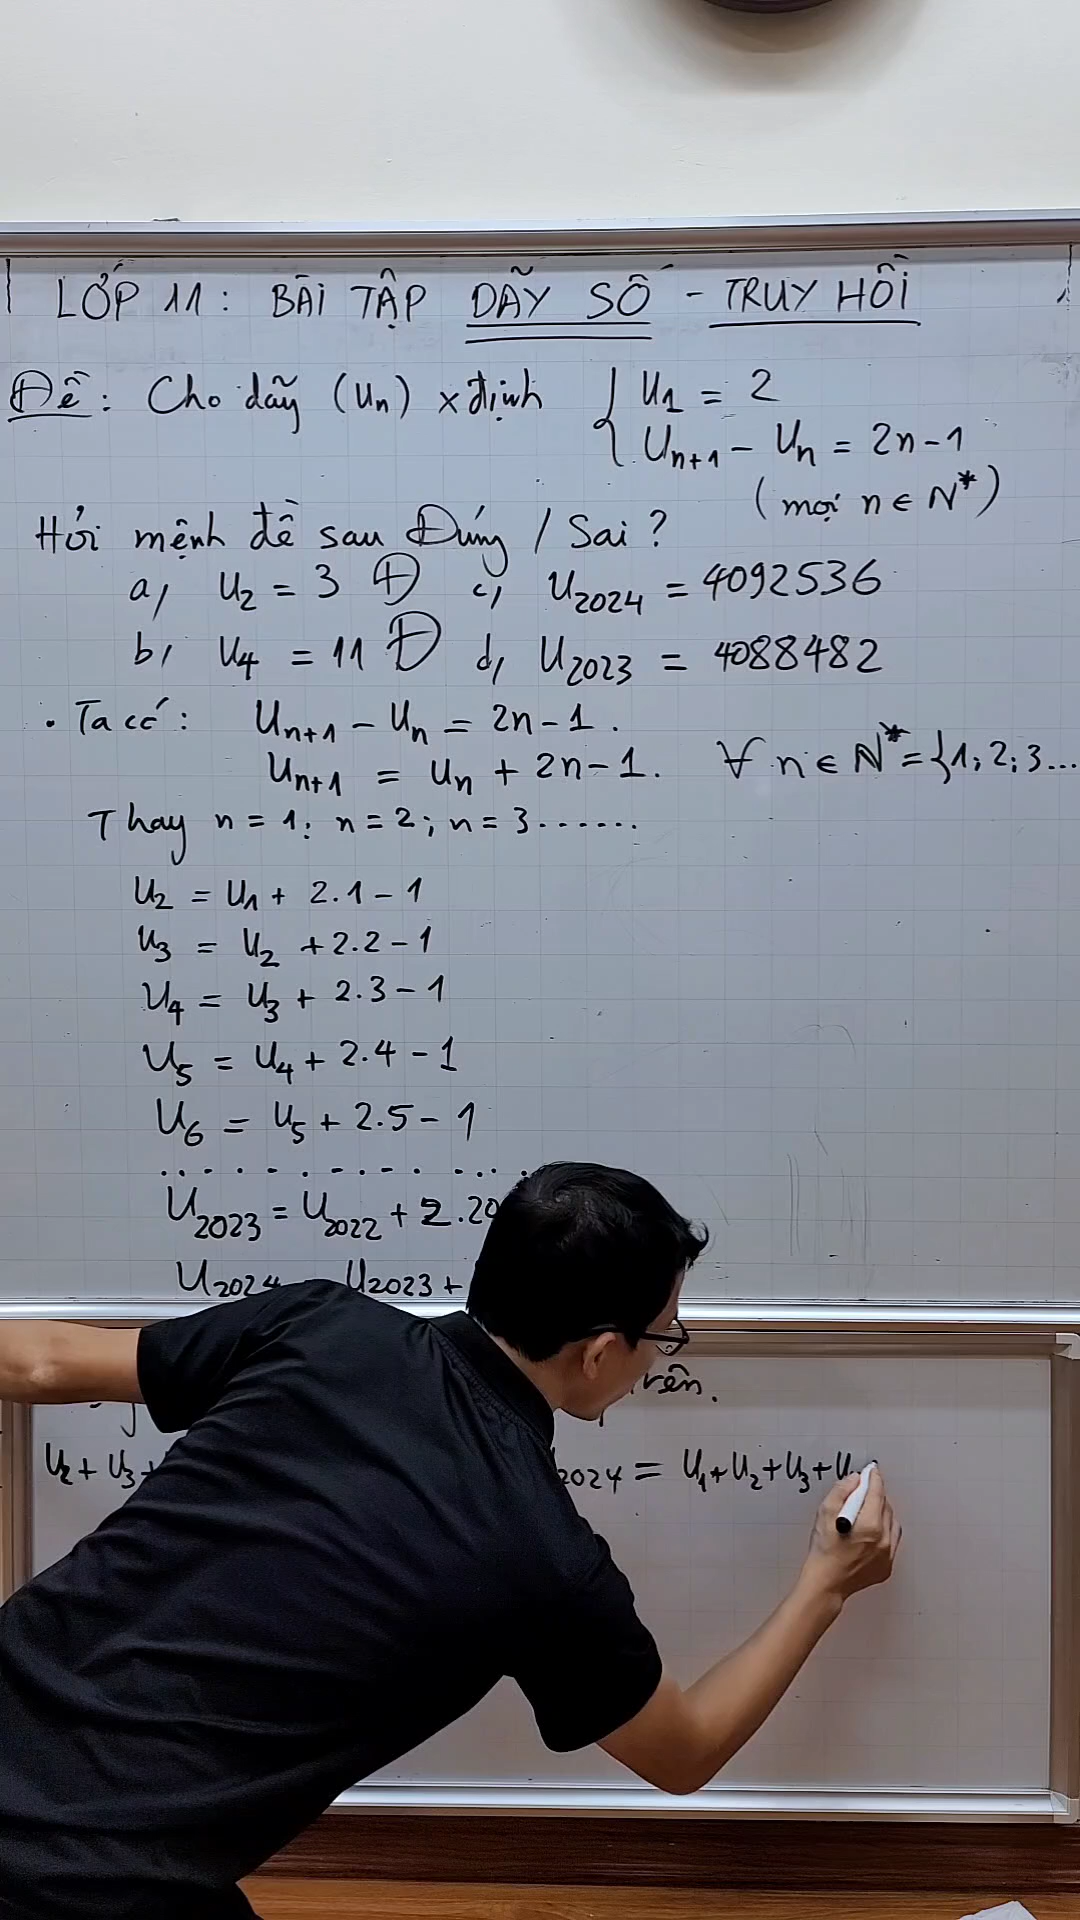 LỚP 11: BÀI TẬP DÃY SỐ - TRUY HỒI
Đề: Cho dãy (Un) x định { U1 = 2
Un+1 - Un = 2n-1
(mọi n ∈ N*)
Hỏi mệnh đề sau Đúng / Sai?
a, U2 = 3 Đ c, U2024 = 4092536
b, U4 = 11 Đ d, U2023 = 4088482
. Ta có: Un+1 - Un = 2n-1.
Un+1 = Un + 2n-1. ∀ n ∈ N* = {1; 2; 3...
Thay n = 1; n = 2; n = 3......
U2 = U1 + 2.1 - 1
U3 = U2 + 2.2 - 1
U4 = U3 + 2.3 - 1
U5 = U4 + 2.4 - 1
U6 = U5 + 2.5 - 1
..............
U2023 = U2022 + 2.20
U2024 U2023 +
trên.
U2 + U3 + 2024 = U1+U2+U3+U